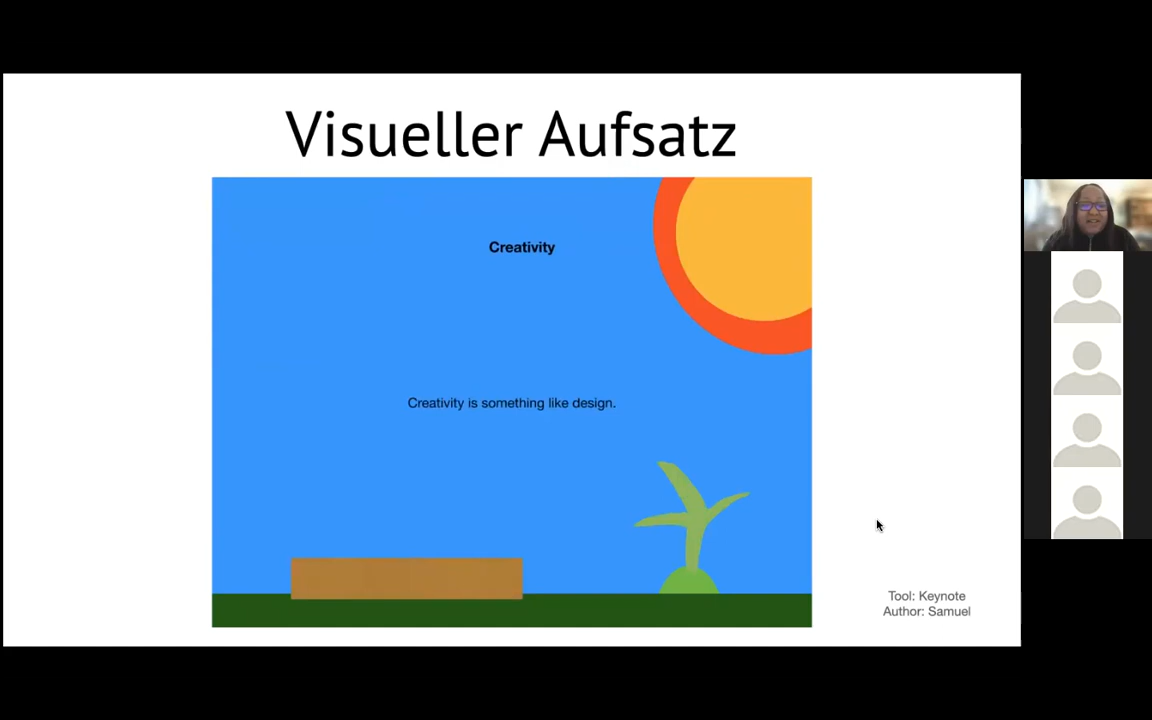 Visueller Aufsatz
Creativity
Creativity is something like design.
Tool: Keynote
Author: Samuel